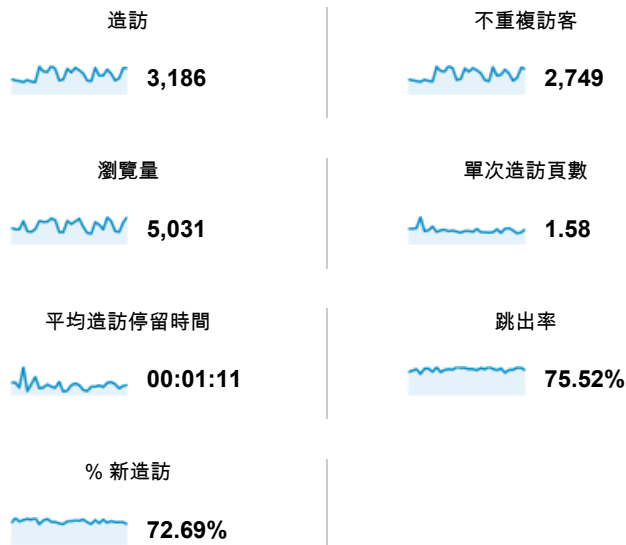 造訪
不重複訪客
3,186
2,749
瀏覽量
單次造訪頁數
5,031
1.58
平均造訪停留時間
跳出率
00:01:11
75.52%
% 新造訪
72.69%